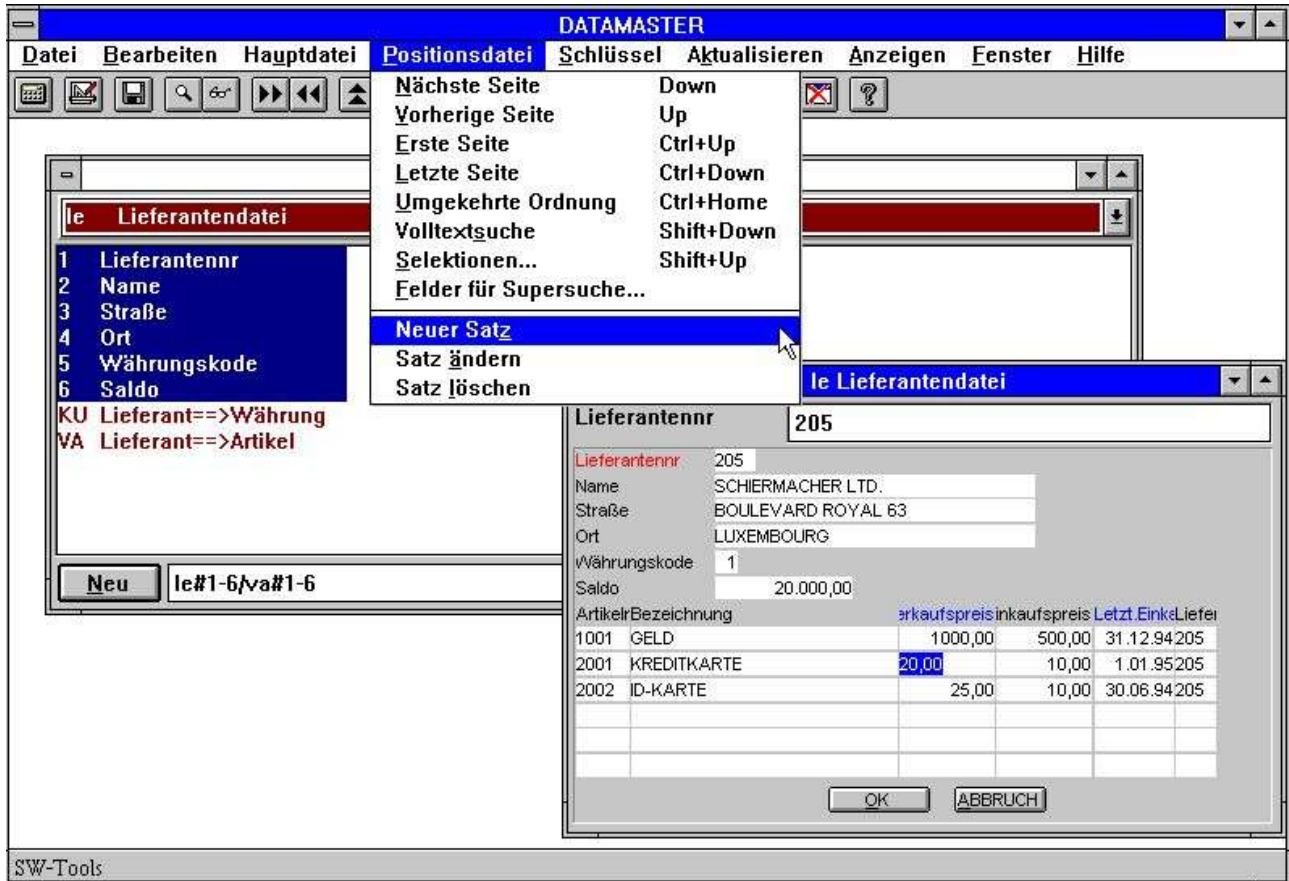 DATAMASTER
Datei Bearbeiten Hauptdatei Positionsdatei Schlüssel Aktualisieren Anzeigen Fenster Hilfe
Nächste Seite Down
Vorherige Seite Up
Erste Seite Ctrl+Up
Letzte Seite Ctrl+Down
Umgekehrte Ordnung Ctrl+Home
Volltextsuche Shift+Down
Selektionen... Shift+Up
Felder für Supersuche...
Neuer Satz
Satz ändern
Satz löschen
le Lieferantendatei
1 Lieferantennr
2 Name
3 Straße
4 Ort
5 Währungskode
6 Saldo
KU Lieferant==>Währung
VA Lieferant==>Artikel
Neu le#1-6/va#1-6
le Lieferantendatei
Lieferantennr 205
Lieferantennr 205
Name SCHIERMACHER LTD.
Straße BOULEVARD ROYAL 63
Ort LUXEMBOURG
Währungskode 1
Saldo 20.000,00
Artikelr Bezeichnung erkaufspreis inkaufspreis Letzt.Einka Liefer
1001 GELD 1000,00 500,00 31.12.94 205
2001 KREDITKARTE 20,00 10,00 1.01.95 205
2002 ID-KARTE 25,00 10,00 30.06.94 205
OK ABBRUCH
SW-Tools